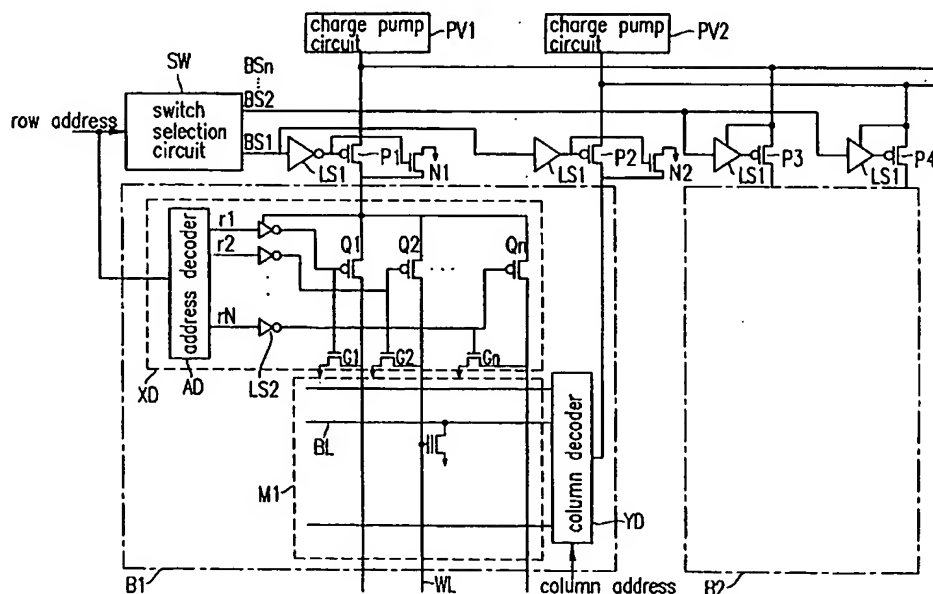 charge pump
circuit
PV1
charge pump
circuit
PV2
SW
BSn
BS2
row address
switch
selection
circuit
BS1
LS1
P1
N1
LS1
P2
N2
LS1
P3
LS1
P4
address decoder
r1
r2
rN
Q1
Q2
Qn
G1
G2
Gn
XD
AD
LS2
BL
M1
column decoder
YD
B1
WL
column address
B2